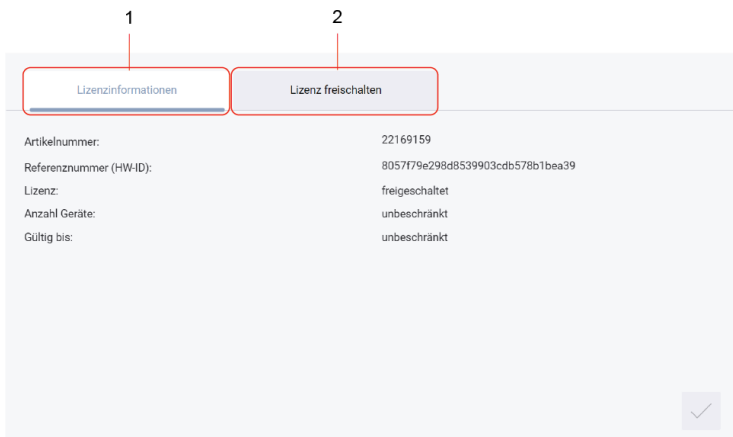 1 2
Lizenzinformationen Lizenz freischalten
Artikelnummer: 22169159
Referenznummer (HW-ID): 8057f79e298d8539903cdb578b1bea39
Lizenz: freigeschaltet
Anzahl Geräte: unbeschränkt
Gültig bis: unbeschränkt